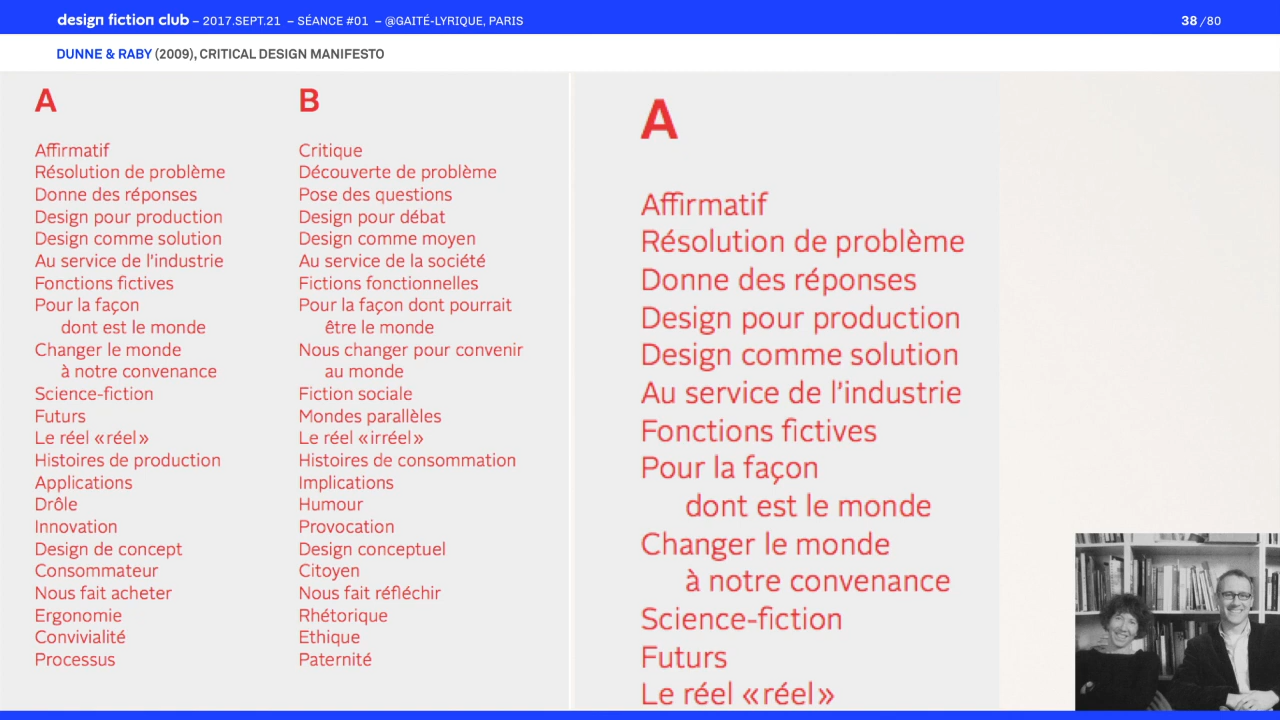 design fiction club – 2017.SEPT.21 – SÉANCE #01 – @GAITÉ-LYRIQUE, PARIS
38/80
DUNNE & RABY (2009), CRITICAL DESIGN MANIFESTO
A
Affirmatif
Résolution de problème
Donne des réponses
Design pour production
Design comme solution
Au service de l'industrie
Fonctions fictives
Pour la façon
dont est le monde
Changer le monde
à notre convenance
Science-fiction
Futurs
Le réel «réel»
Histoires de production
Applications
Drôle
Innovation
Design de concept
Consommateur
Nous fait acheter
Ergonomie
Convivialité
Processus
B
Critique
Découverte de problème
Pose des questions
Design pour débat
Design comme moyen
Au service de la société
Fictions fonctionnelles
Pour la façon dont pourrait
être le monde
Nous changer pour convenir
au monde
Fiction sociale
Mondes parallèles
Le réel «irréel»
Histoires de consommation
Implications
Humour
Provocation
Design conceptuel
Citoyen
Nous fait réfléchir
Rhétorique
Ethique
Paternité
A
Affirmatif
Résolution de problème
Donne des réponses
Design pour production
Design comme solution
Au service de l'industrie
Fonctions fictives
Pour la façon
dont est le monde
Changer le monde
à notre convenance
Science-fiction
Futurs
Le réel «réel»